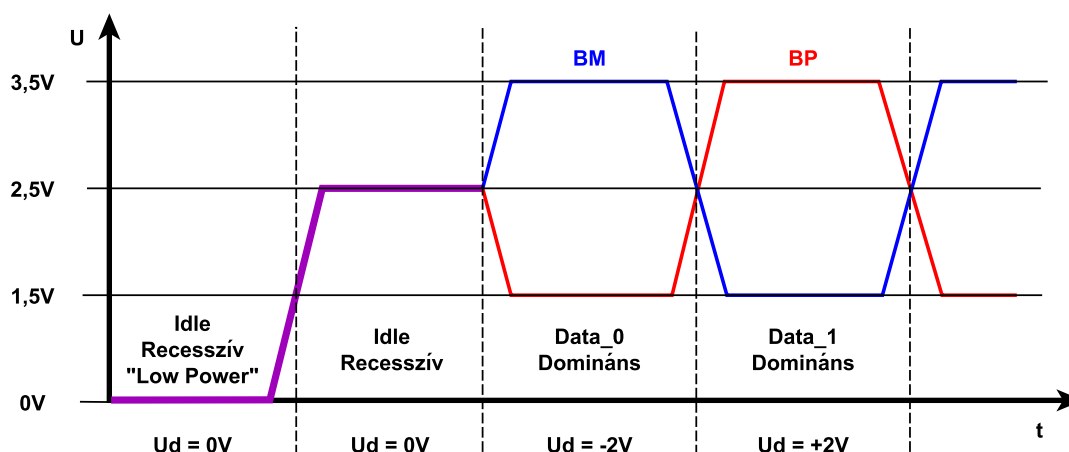 U
BM
BP
3,5V
2,5V
1,5V
Idle
Recesszív
"Low Power"
Idle
Recesszív
Data_0
Domináns
Data_1
Domináns
0V
t
Ud = 0V
Ud = 0V
Ud = -2V
Ud = +2V